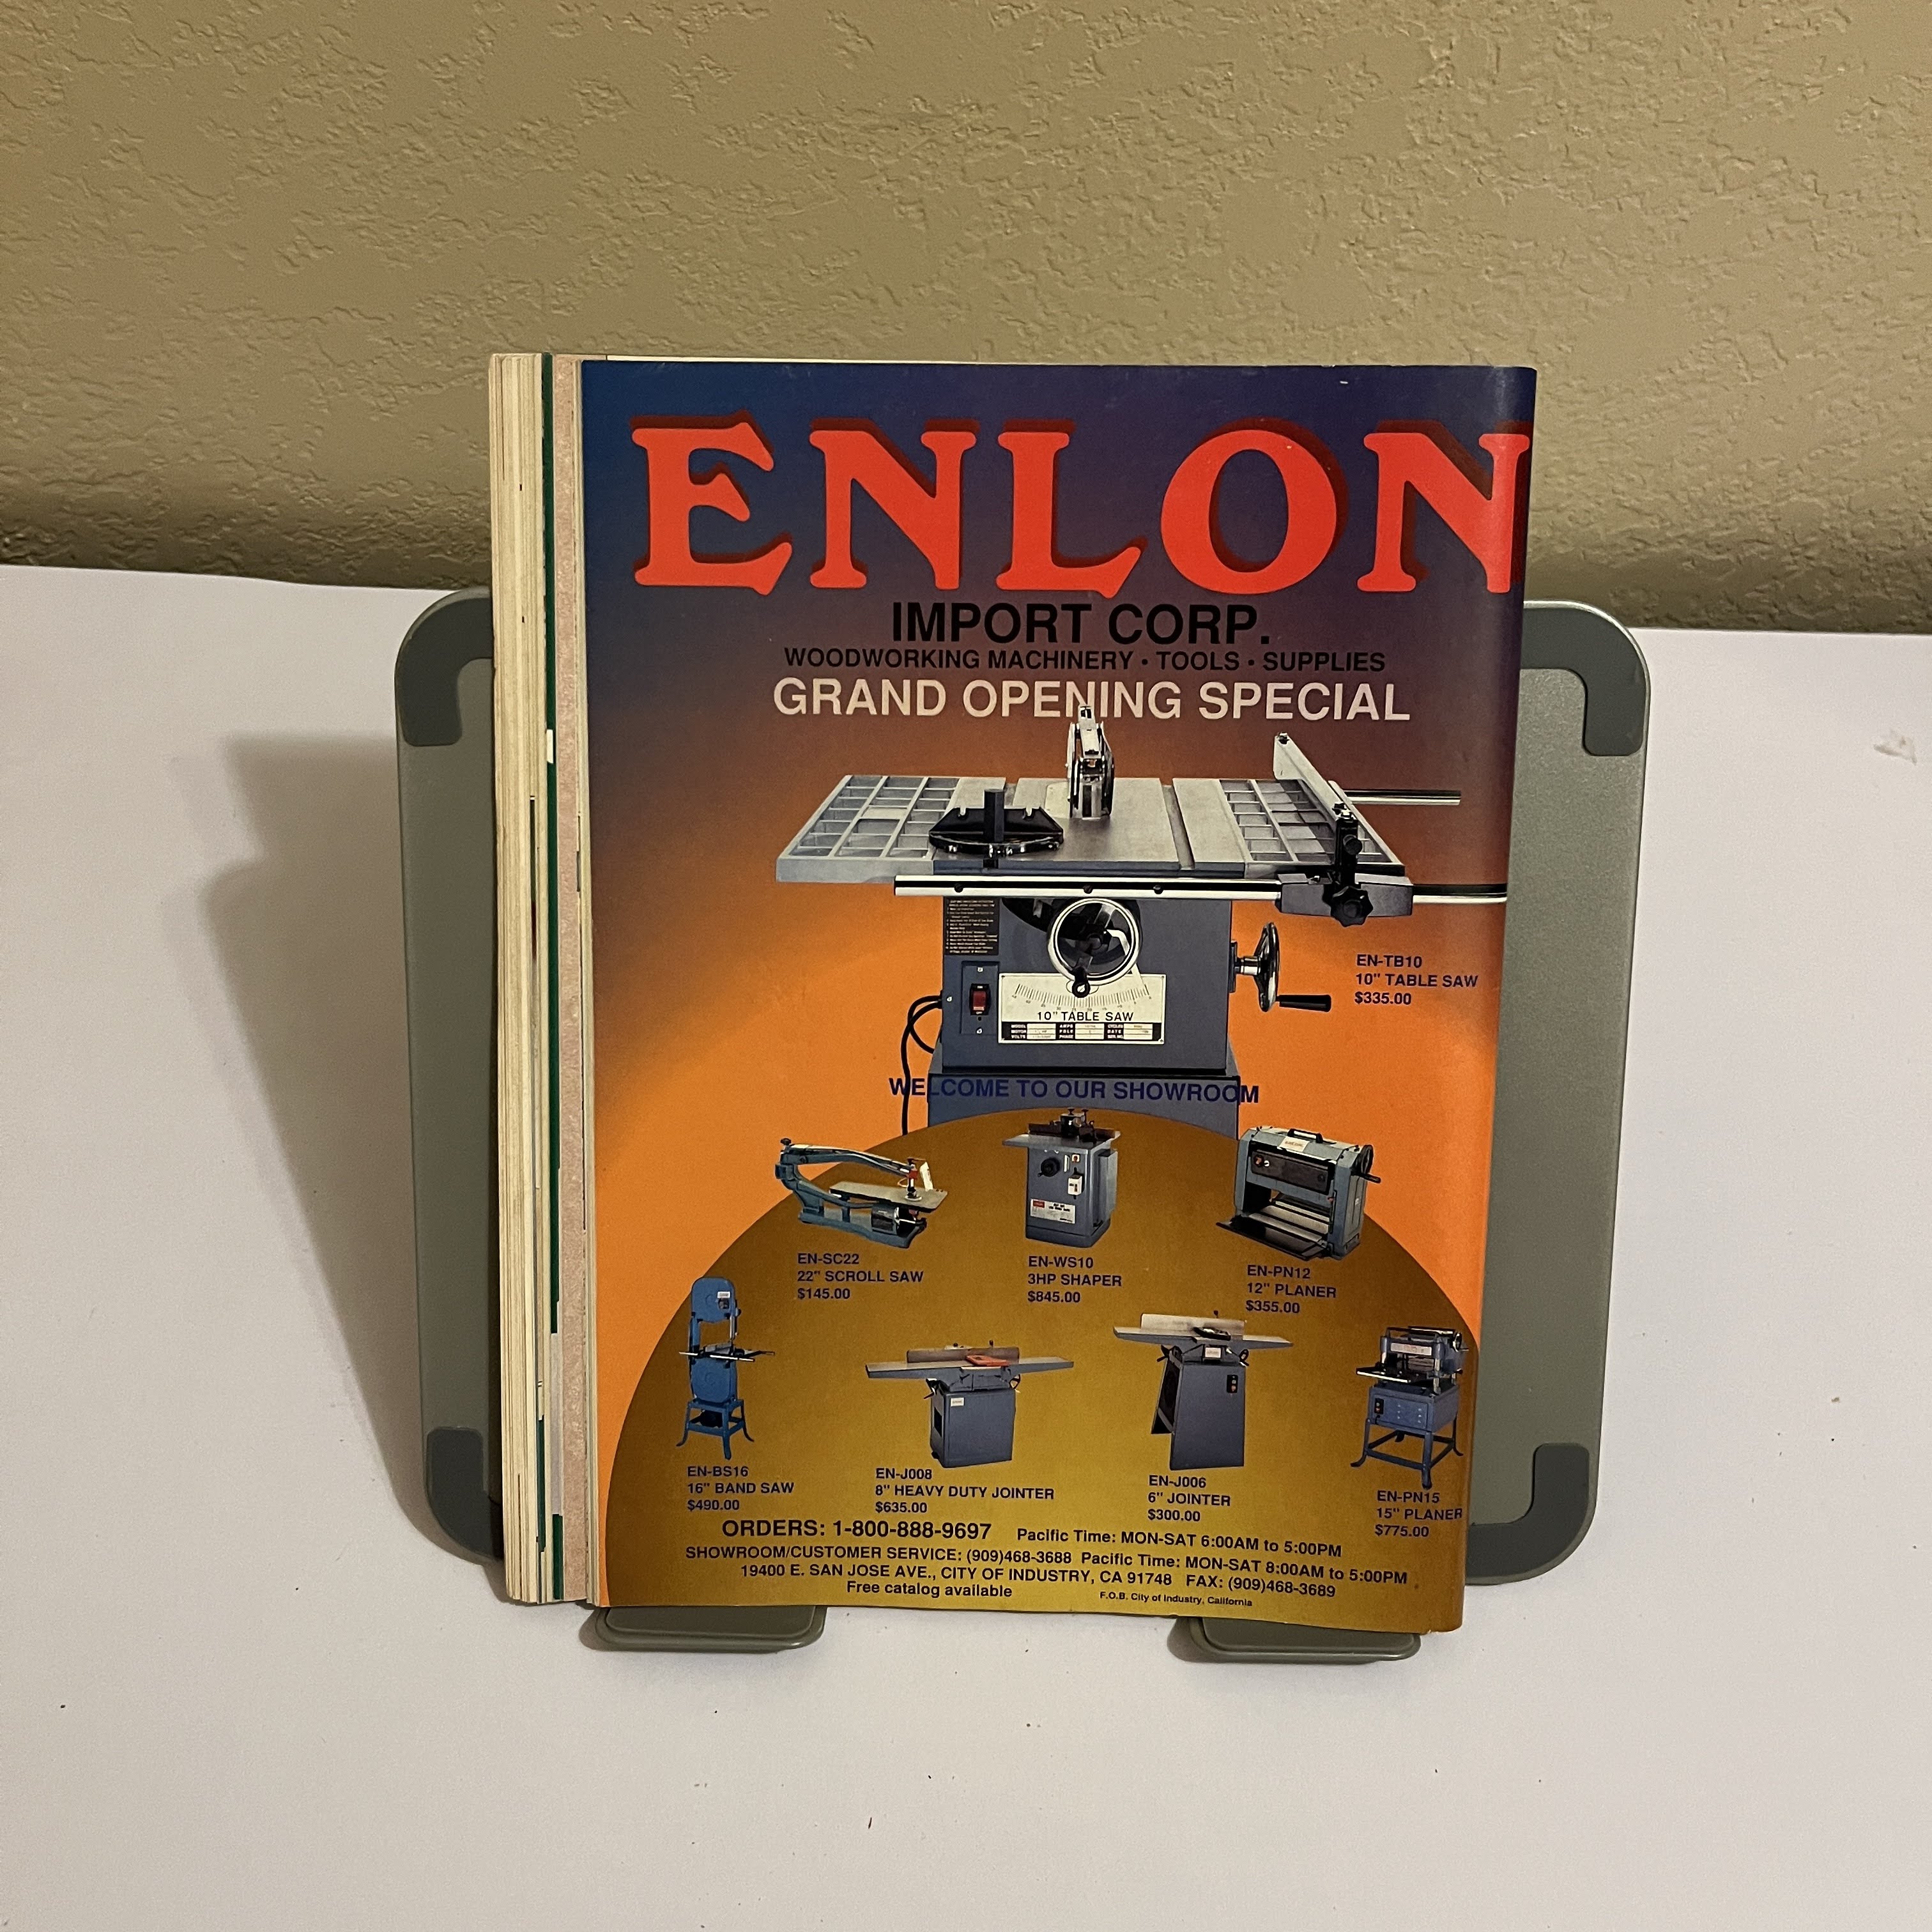 ENLON
IMPORT CORP.
WOODWORKING MACHINERY · TOOLS · SUPPLIES
GRAND OPENING SPECIAL
EN-TB10
10" TABLE SAW
$335.00
10" TABLE SAW
WELCOME TO OUR SHOWROOM
EN-SC22
22" SCROLL SAW
$145.00
EN-WS10
3HP SHAPER
$845.00
EN-PN12
12" PLANER
$355.00
EN-BS16
16" BAND SAW
$490.00
EN-J008
8" HEAVY DUTY JOINTER
$635.00
EN-J006
6" JOINTER
$300.00
EN-PN15
15" PLANER
$775.00
ORDERS: 1-800-888-9697 Pacific Time: MON-SAT 6:00AM to 5:00PM
SHOWROOM/CUSTOMER SERVICE: (909)468-3688 Pacific Time: MON-SAT 8:00AM to 5:00PM
19400 E. SAN JOSE AVE., CITY OF INDUSTRY, CA 91748 FAX: (909)468-3689
Free catalog available F.O.B. City of Industry, California